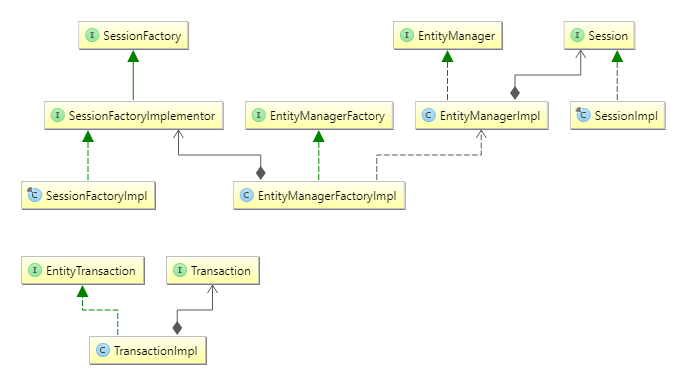 I SessionFactory
I EntityManager
I Session
I SessionFactoryImplementor
I EntityManagerFactory
C EntityManagerImpl
C SessionImpl
C SessionFactoryImpl
C EntityManagerFactoryImpl
I EntityTransaction
I Transaction
C TransactionImpl